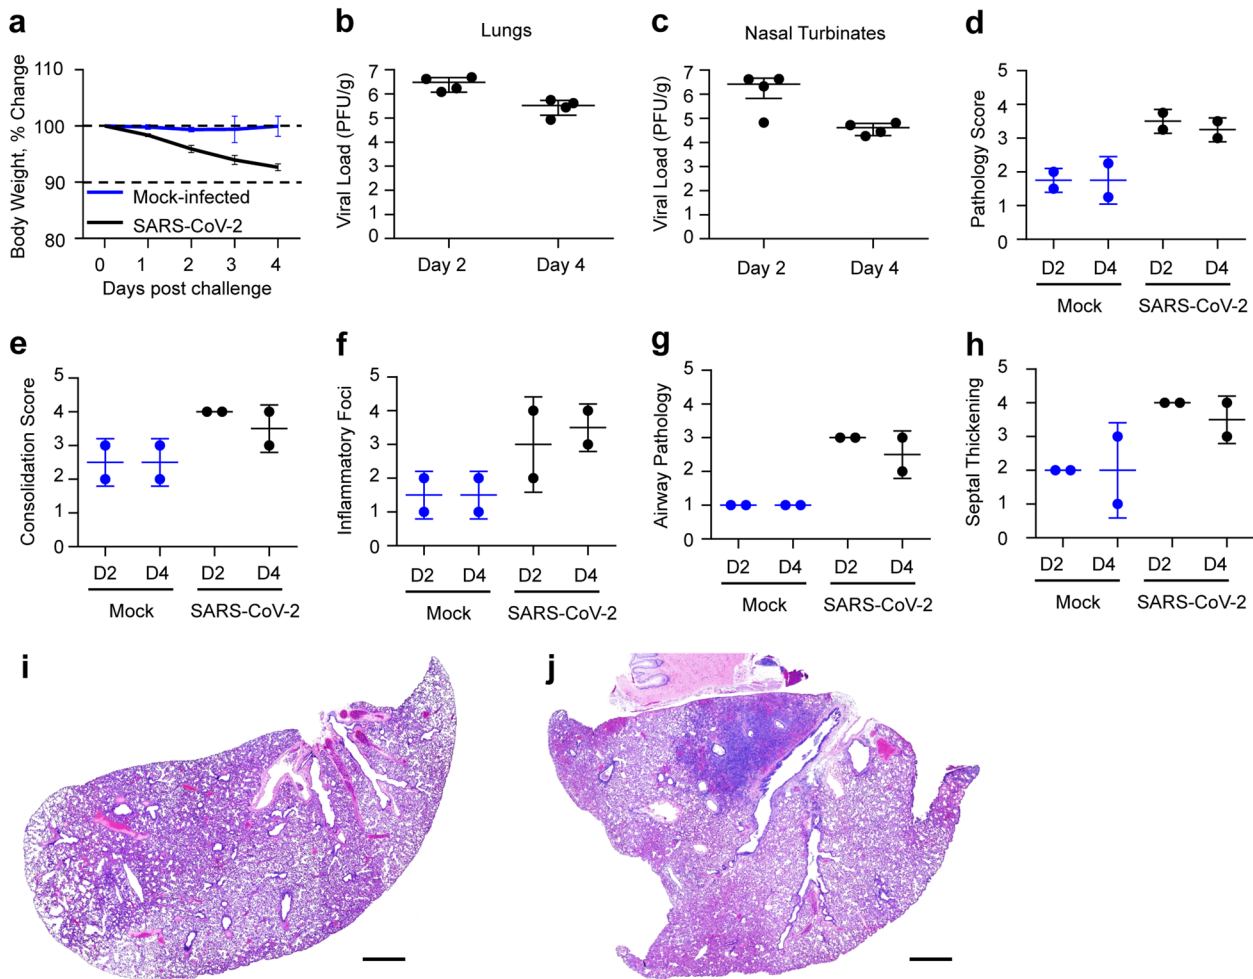 a
Body Weight, % Change
110
100
90
80
Mock-infected
SARS-CoV-2
0 1 2 3 4
Days post challenge
b
Lungs
Viral Load (PFU/g)
7
6
5
4
3
2
1
0
Day 2 Day 4
c
Nasal Turbinates
Viral Load (PFU/g)
7
6
5
4
3
2
1
0
Day 2 Day 4
d
Pathology Score
5
4
3
2
1
0
D2 D4 D2 D4
Mock SARS-CoV-2
e
Consolidation Score
5
4
3
2
1
0
D2 D4 D2 D4
Mock SARS-CoV-2
f
Inflammatory Foci
5
4
3
2
1
0
D2 D4 D2 D4
Mock SARS-CoV-2
g
Airway Pathology
5
4
3
2
1
0
D2 D4 D2 D4
Mock SARS-CoV-2
h
Septal Thickening
5
4
3
2
1
0
D2 D4 D2 D4
Mock SARS-CoV-2
i
j